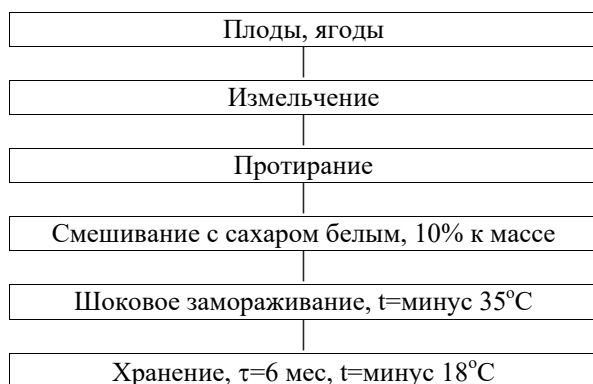 Плоды, ягоды
Измельчение
Протирание
Смешивание с сахаром белым, 10% к массе
Шоковое замораживание, t=минус 35°С
Хранение, τ=6 мес, t=минус 18°С